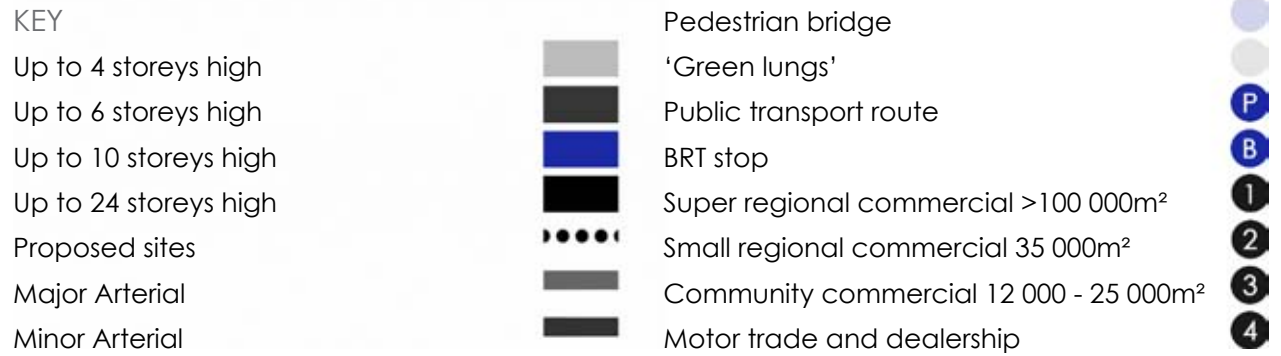 KEY
Up to 4 storeys high
Up to 6 storeys high
Up to 10 storeys high
Up to 24 storeys high
Proposed sites
Major Arterial
Minor Arterial
Pedestrian bridge
‘Green lungs’
Public transport route P
BRT stop B
Super regional commercial >100 000m² 1
Small regional commercial 35 000m² 2
Community commercial 12 000 - 25 000m² 3
Motor trade and dealership 4